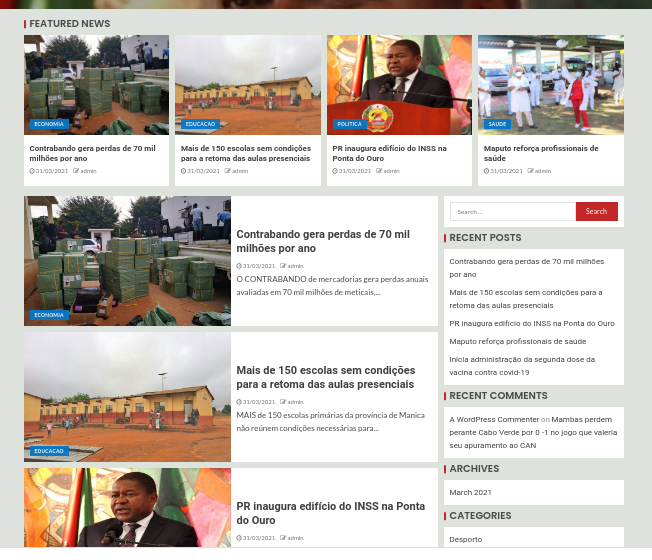 FEATURED NEWS
ECONOMIA
EDUCACAO
POLITICA
SAUDE
Contrabando gera perdas de 70 mil
milhões por ano
31/03/2021 admin
Mais de 150 escolas sem condições
para a retoma das aulas presenciais
31/03/2021 admin
PR inaugura edifício do INSS na
Ponta do Ouro
31/03/2021 admin
Maputo reforça profissionais de
saúde
31/03/2021 admin
ECONOMIA
Contrabando gera perdas de 70 mil
milhões por ano
31/03/2021 admin
O CONTRABANDO de mercadorias gera perdas anuais
avaliadas em 70 mil milhões de meticais,...
EDUCACAO
Mais de 150 escolas sem condições
para a retoma das aulas presenciais
31/03/2021 admin
MAIS de 150 escolas primárias da província de Manica
não reúnem condições necessárias para...
PR inaugura edifício do INSS na Ponta
do Ouro
31/03/2021 admin
Search ...
Search
RECENT POSTS
Contrabando gera perdas de 70 mil milhões
por ano
Mais de 150 escolas sem condições para a
retoma das aulas presenciais
PR inaugura edifício do INSS na Ponta do Ouro
Maputo reforça profissionais de saúde
Inicia administração da segunda dose da
vacina contra covid-19
RECENT COMMENTS
A WordPress Commenter on Mambas perdem
perante Cabo Verde por 0 -1 no jogo que valeria
seu apuramento ao CAN
ARCHIVES
March 2021
CATEGORIES
Desporto